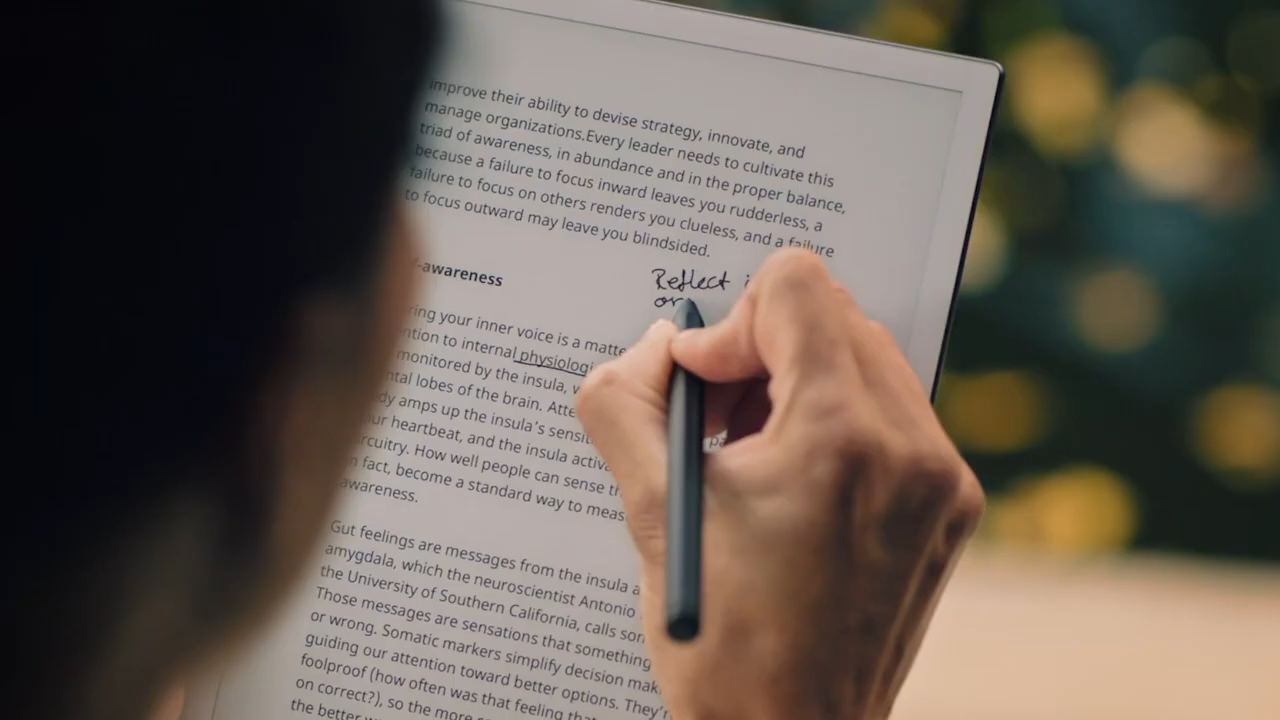 improve their ability to devise strategy, innovate, and
manage organizations.Every leader needs to cultivate this
triad of awareness, in abundance and in the proper balance,
because a failure to focus inward leaves you rudderless, a
failure to focus on others renders you clueless, and a failure
to focus outward may leave you blindsided.
-awareness
Reflect
ring your inner voice is a matte
ntion to internal physiologi
monitored by the insula,
ntal lobes of the brain. Atte
dy amps up the insula's sensit
ur heartbeat, and the insula activa
rcuitry. How well people can sense
n fact, become a standard way to meas
awareness.
Gut feelings are messages from the insula
amygdala, which the neuroscientist Antonio
the University of Southern California, calls
Those messages are sensations that something
or wrong. Somatic markers simplify decision mak
guiding our attention toward better options. They're
foolproof (how often was that feeling that
on correct?), so the more
the better